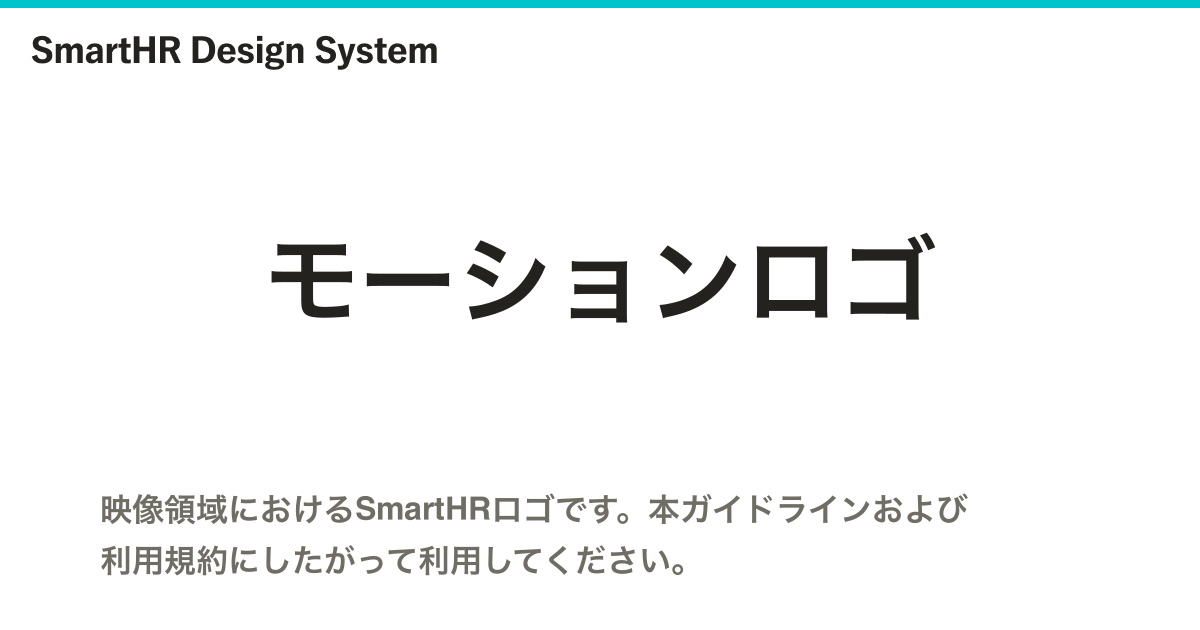 SmartHR Design System
モーションロゴ
映像領域におけるSmartHRロゴです。本ガイドラインおよび
利用規約にしたがって利用してください。